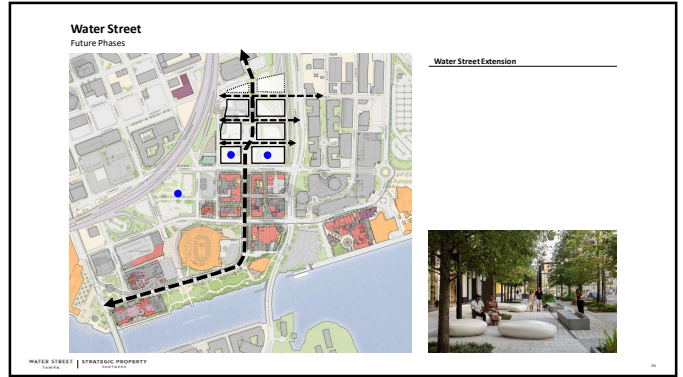 Water Street
Future Phases
Water Street Extension
WATER STREET
TAMPA
STRATEGIC PROPERTY
PARTNERS